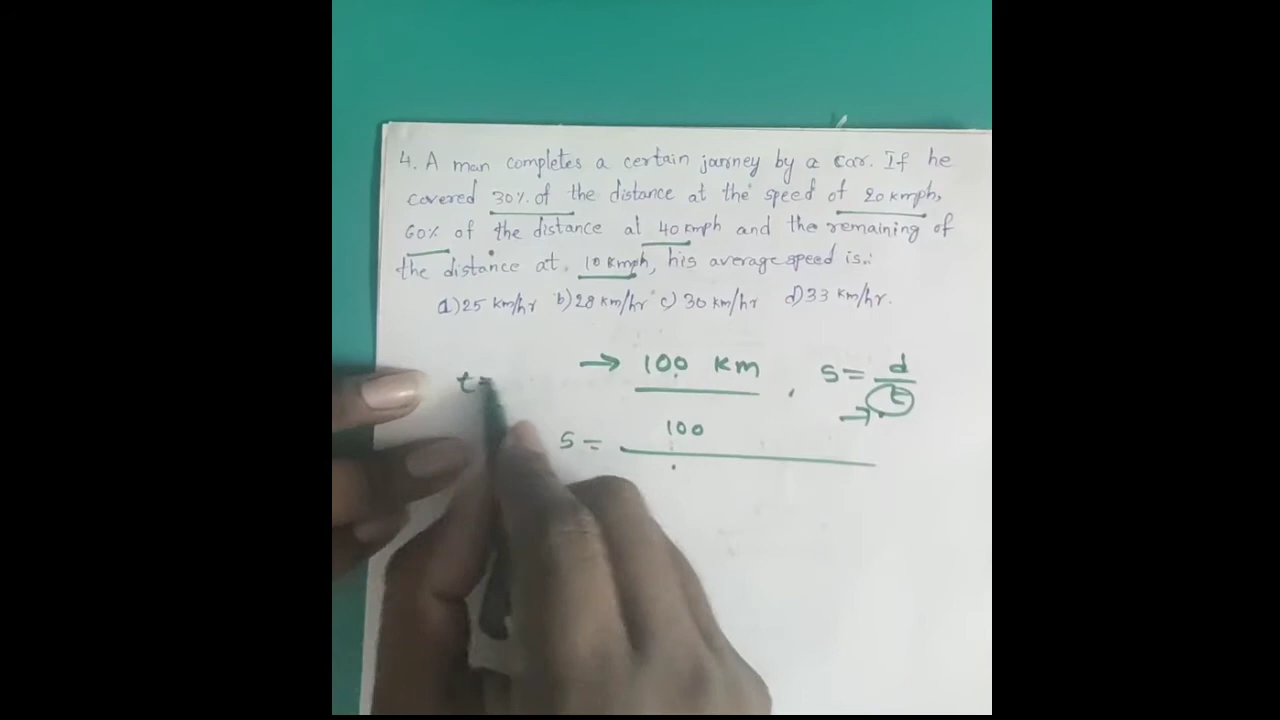 4. A man completes a certain janney by a car. If he
covered 30% of the distance at the speed of 20 kmph,
60% of the distance at 40 kmph and the remaining of
the distance at 10 kmph, his average speed is:
a) 25 km/hr b) 28 km/hr c) 30 km/hr d) 33 km/hr.
t= → 100 km s = d/t
s = 100